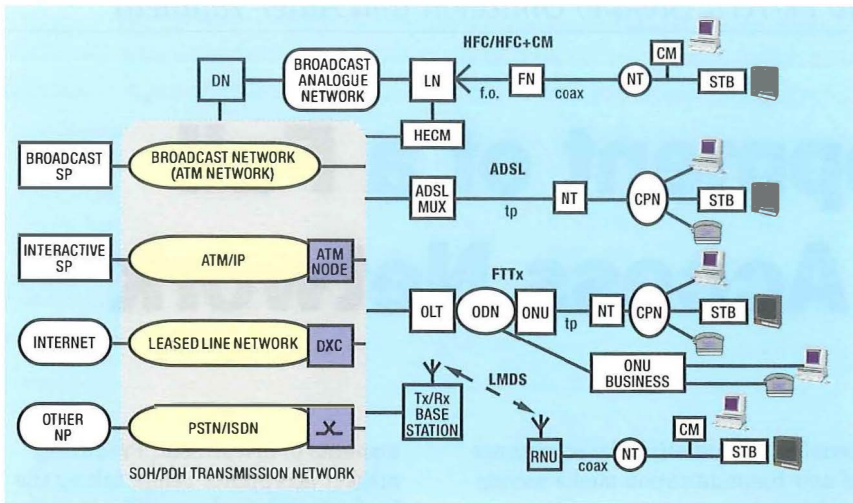 HFC/HFC+CM
DN
BROADCAST
ANALOGUE
NETWORK
LN
f.o.
FN
coax
NT
CM
STB
HECM
BROADCAST
SP
BROADCAST NETWORK
(ATM NETWORK)
ADSL
MUX
ADSL
tp
NT
CPN
STB
INTERACTIVE
SP
ATM/IP
ATM
NODE
FTTx
OLT
ODN
ONU
tp
NT
CPN
STB
INTERNET
LEASED LINE NETWORK
DXC
ONU
BUSINESS
LMDS
OTHER
NP
PSTN/ISDN
Tx/Rx
BASE
STATION
RNU
coax
NT
CM
STB
SOH/PDH TRANSMISSION NETWORK